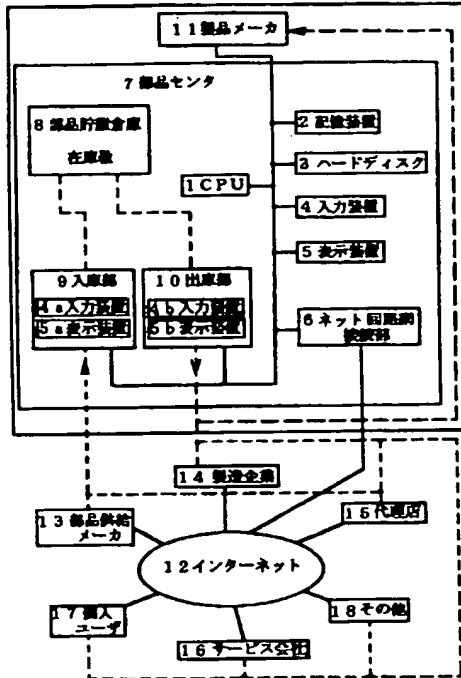 11製品メーカ
7部品センタ
8部品貯蔵倉庫
在庫数
2記憶装置
3ハードディスク
1CPU
4入力装置
5表示装置
9入庫部
4a入力装置
5a表示装置
10出庫部
4b入力装置
5b表示装置
6ネット回路網
接続部
14製造企業
13部品供給
メーカ
15代理店
12インターネット
17個人
ユーザ
18その他
16サービス会社